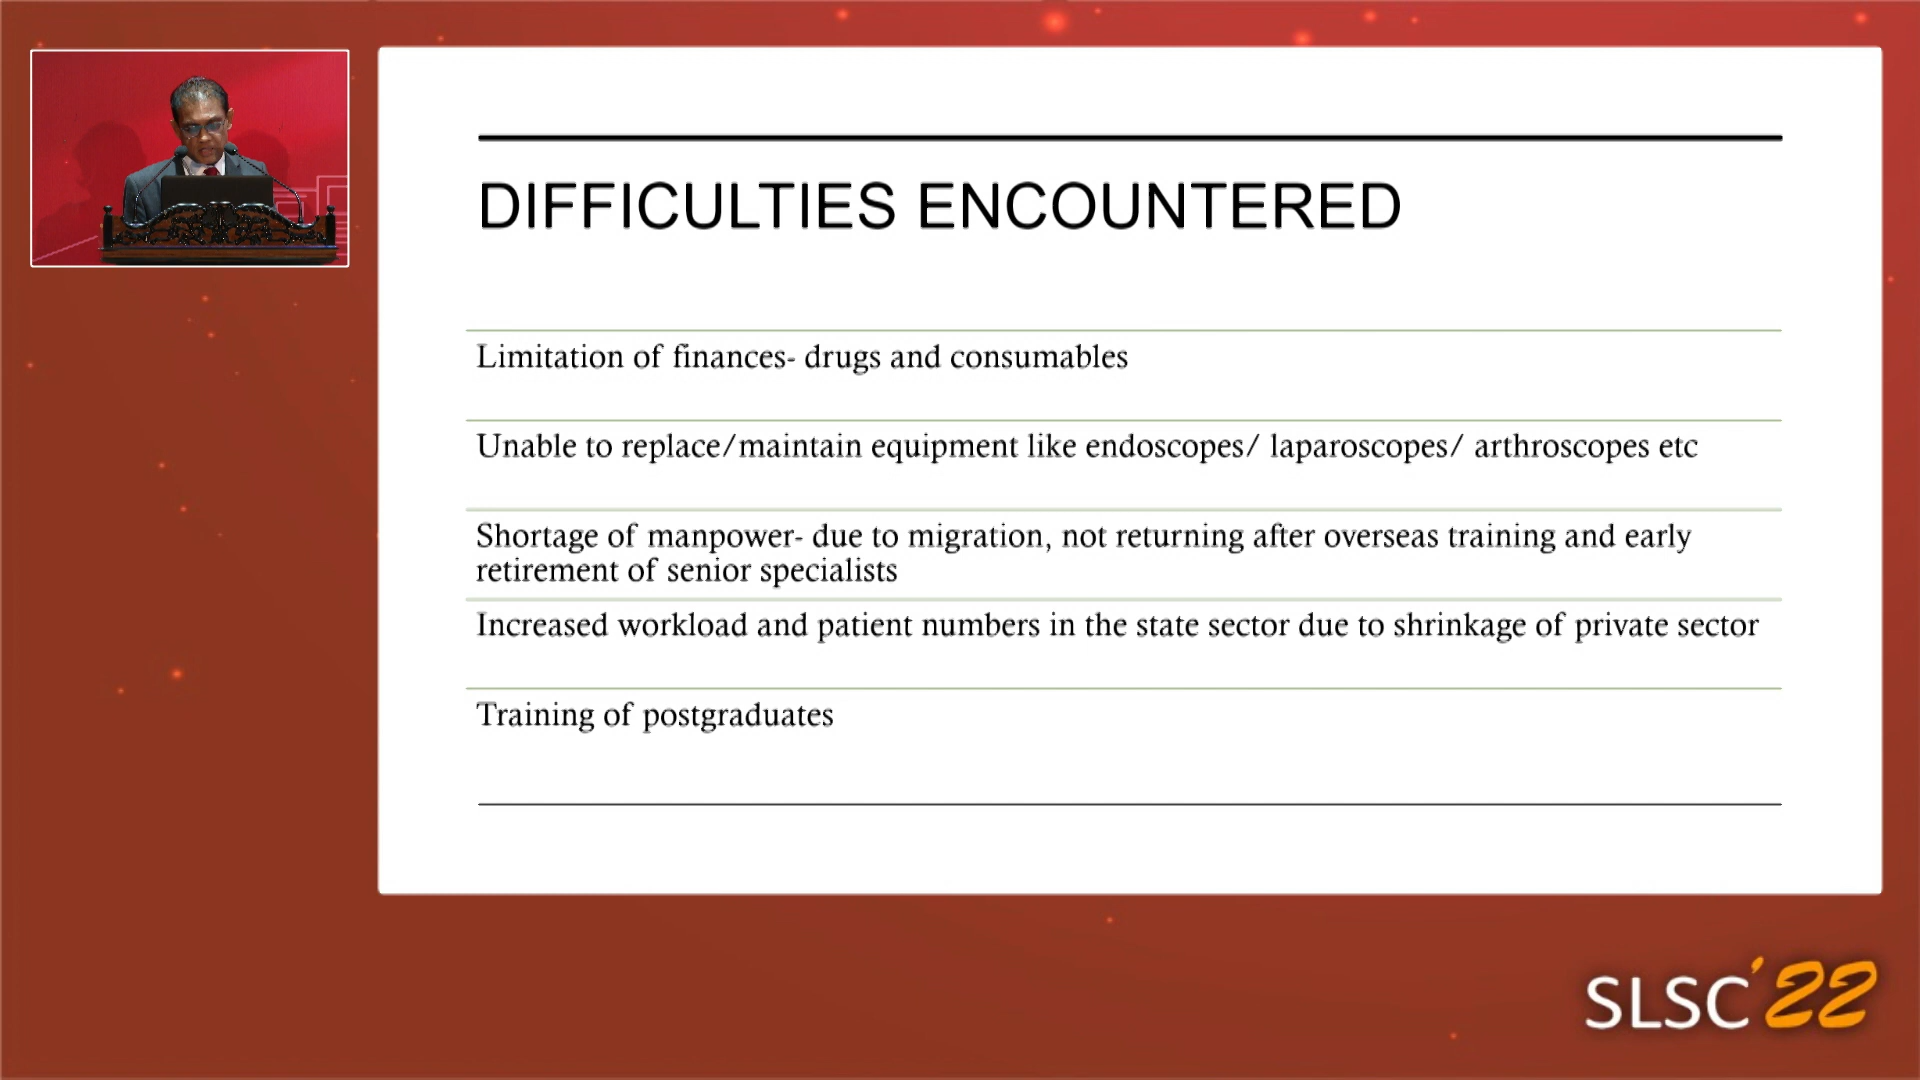 DIFFICULTIES ENCOUNTERED
Limitation of finances- drugs and consumables
Unable to replace/maintain equipment like endoscopes/ laparoscopes/ arthroscopes etc
Shortage of manpower- due to migration, not returning after overseas training and early
retirement of senior specialists
Increased workload and patient numbers in the state sector due to shrinkage of private sector
Training of postgraduates
SLSC'22